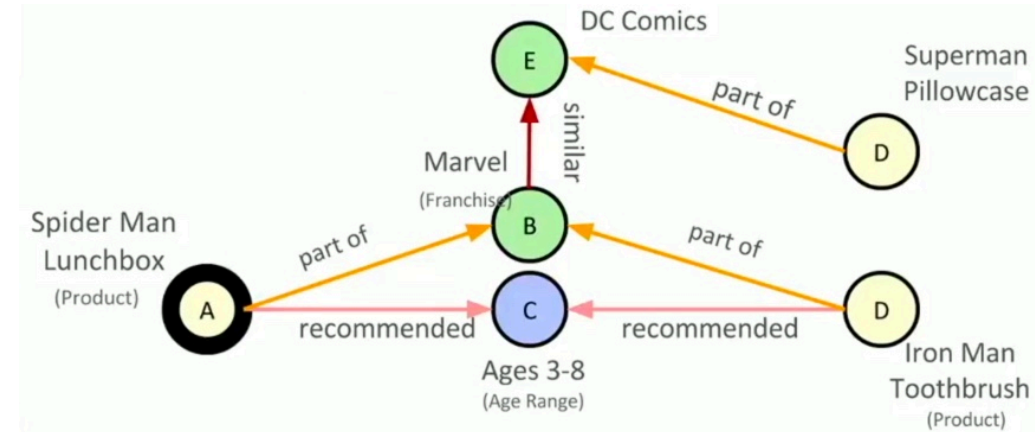 DC Comics
E
Superman
Pillowcase
part of
similar
D
Marvel
(Franchise)
B
Spider Man
Lunchbox
(Product)
part of
part of
A
C
D
recommended
recommended
Ages 3-8
(Age Range)
Iron Man
Toothbrush
(Product)